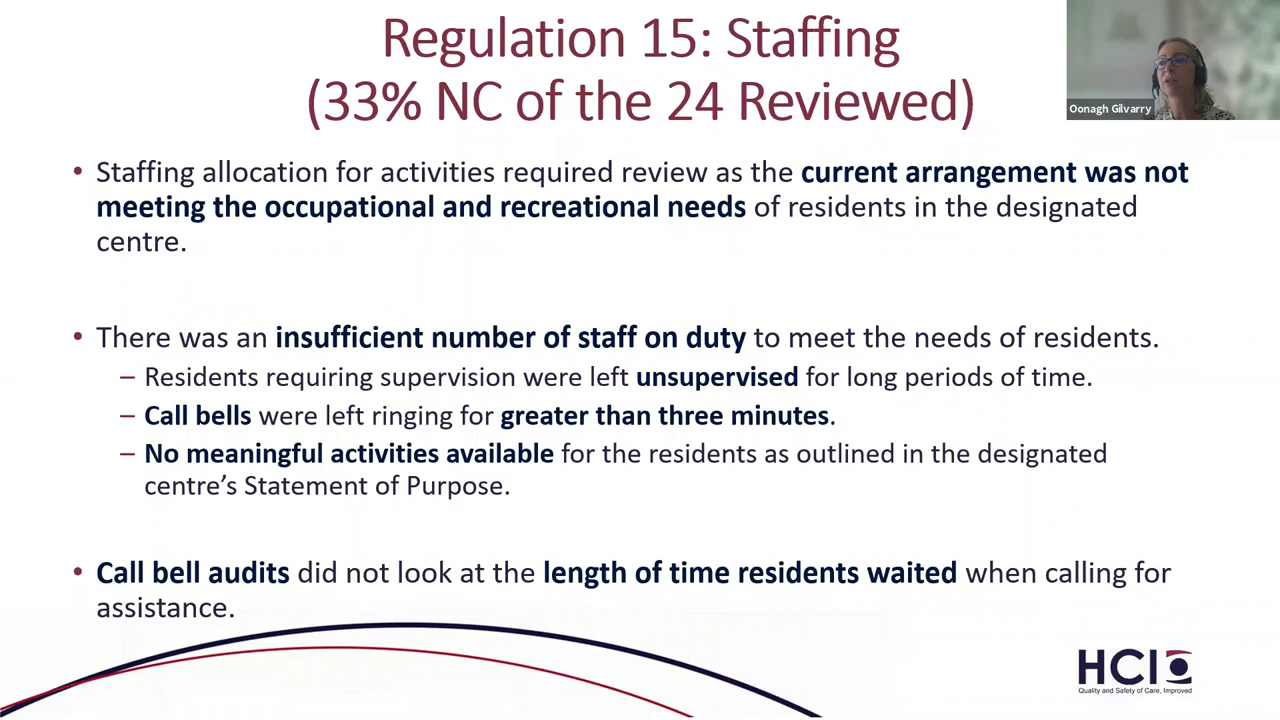 Regulation 15: Staffing
(33% NC of the 24 Reviewed)
Oonagh Gilvarry
• Staffing allocation for activities required review as the current arrangement was not
meeting the occupational and recreational needs of residents in the designated
centre.
• There was an insufficient number of staff on duty to meet the needs of residents.
– Residents requiring supervision were left unsupervised for long periods of time.
– Call bells were left ringing for greater than three minutes.
– No meaningful activities available for the residents as outlined in the designated
centre’s Statement of Purpose.
• Call bell audits did not look at the length of time residents waited when calling for
assistance.
HCI
Quality and Safety of Care, Improved